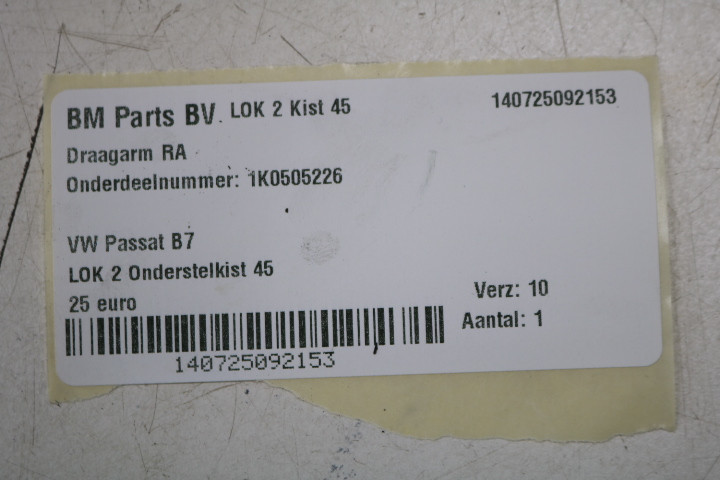 BM Parts BV. LOK 2 Kist 45 140725092153
Draagarm RA
Onderdeelnummer: 1K0505226
VW Passat B7
LOK 2 Onderstelkist 45
25 euro
Verz: 10
Aantal: 1
140725092153